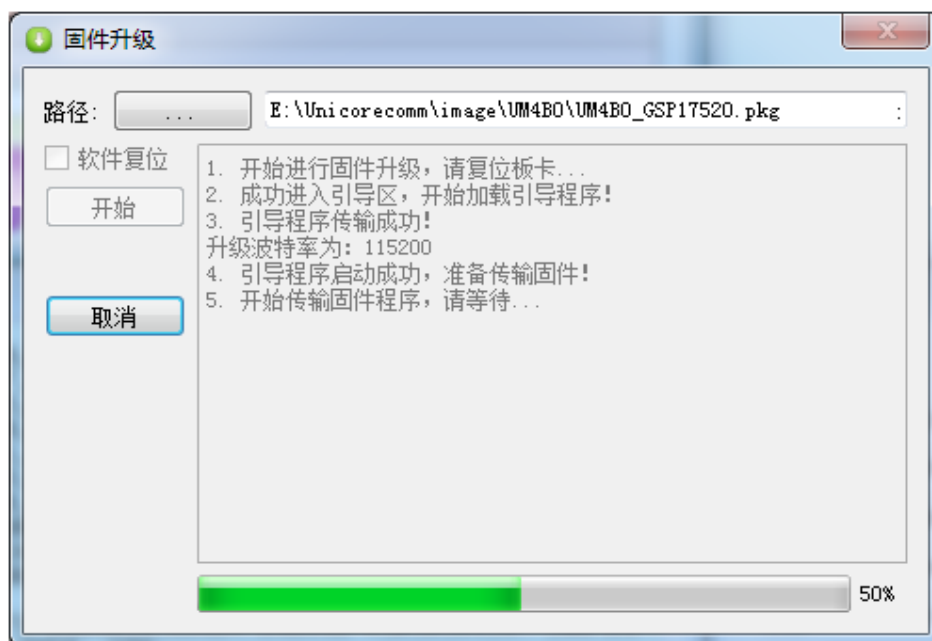 固件升级
路径: ... E:\Unicorecomm\image\UM4B0\UM4B0_GSP17520.pkg :
软件复位
开始
取消
1. 开始进行固件升级，请复位板卡...
2. 成功进入引导区，开始加载引导程序!
3. 引导程序传输成功!
升级波特率为: 115200
4. 引导程序启动成功，准备传输固件!
5. 开始传输固件程序，请等待...
50%